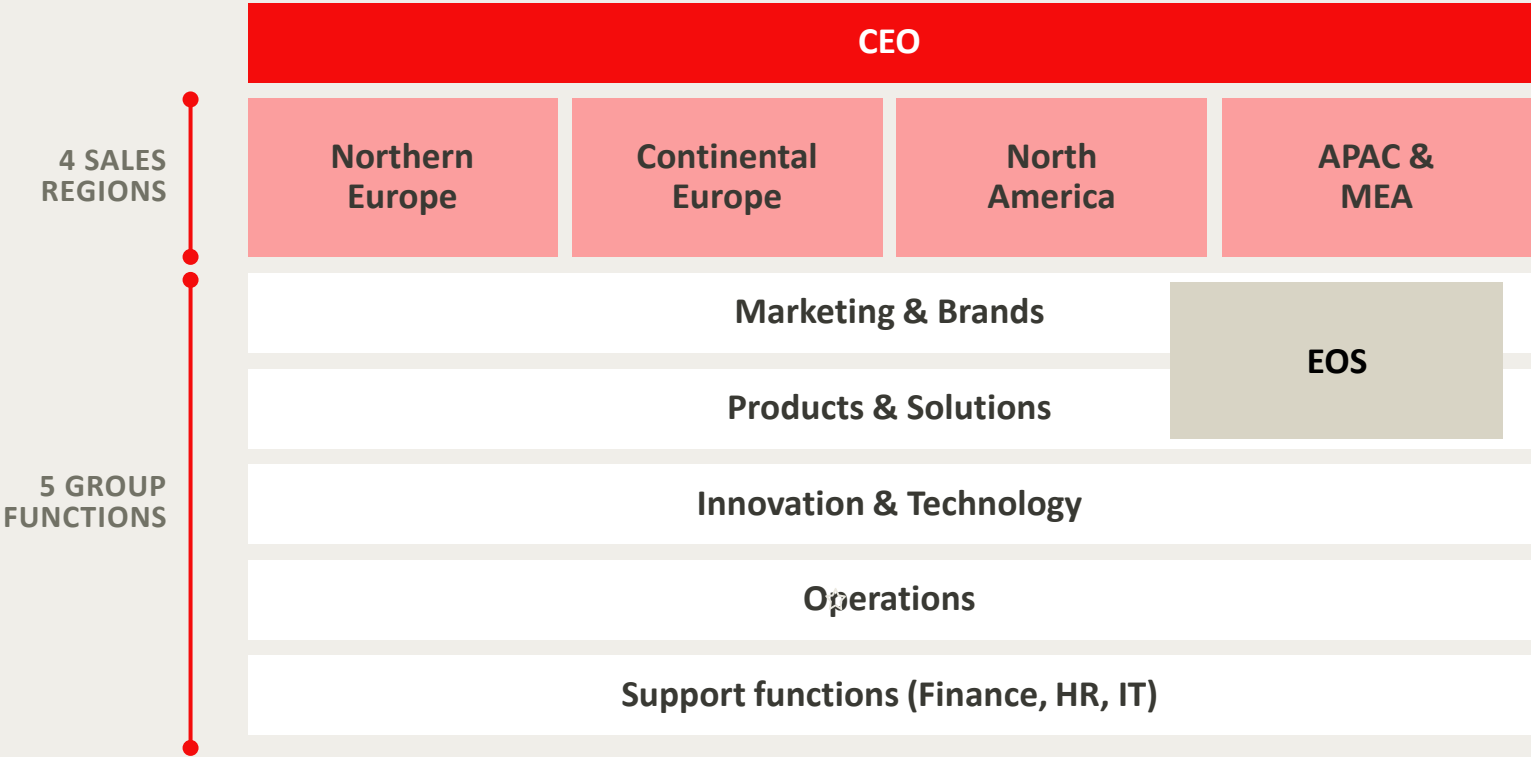 CEO
4 SALES
REGIONS
Northern
Europe
Continental
Europe
North
America
APAC &
MEA
5 GROUP
FUNCTIONS
Marketing & Brands
EOS
Products & Solutions
Innovation & Technology
Operations
Support functions (Finance, HR, IT)